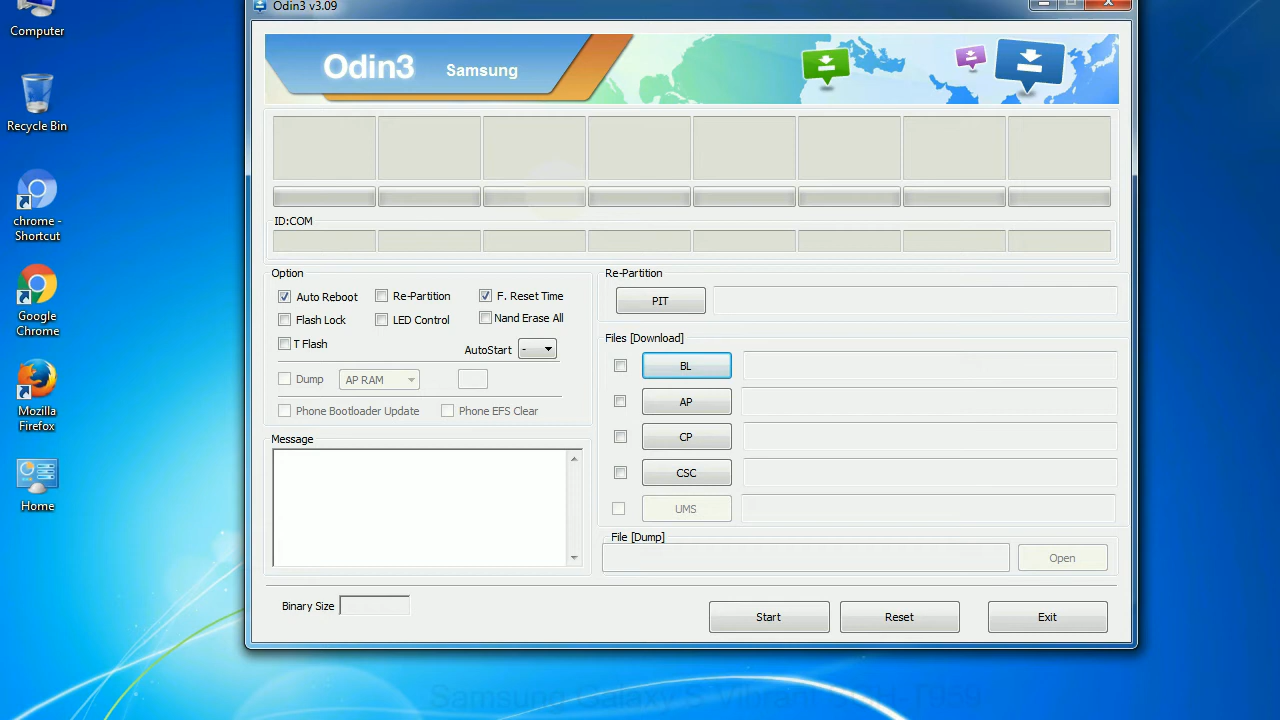 Computer
Recycle Bin
chrome -
Shortcut
Google
Chrome
Mozilla
Firefox
Home
Odin3 v3.09
Odin3 Samsung
ID:COM
Option
Auto Reboot
Re-Partition
F. Reset Time
Flash Lock
LED Control
Nand Erase All
T Flash
AutoStart -
Dump
AP RAM
Phone Bootloader Update
Phone EFS Clear
Message
Re-Partition
PIT
Files [Download]
BL
AP
CP
CSC
UMS
File [Dump]
Open
Binary Size
Start
Reset
Exit
Samsung Galaxy S Vibrant SGH-T959